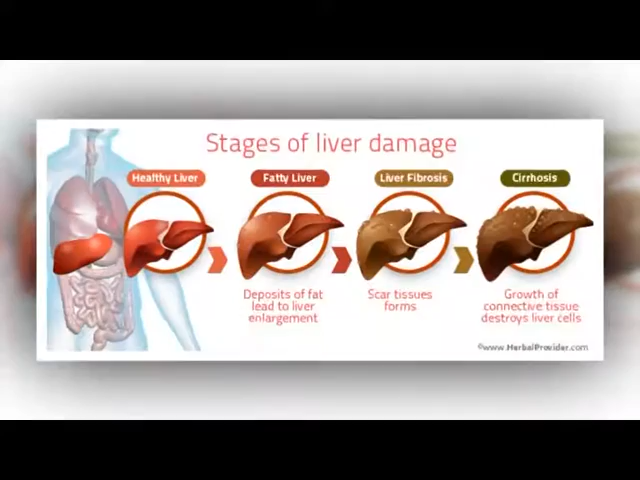 Stages of liver damage
Healthy Liver
Fatty Liver
Liver Fibrosis
Cirrhosis
Deposits of fat
lead to liver
enlargement
Scar tissues
forms
Growth of
connective tissue
destroys liver cells
©www.HerbalProvider.com